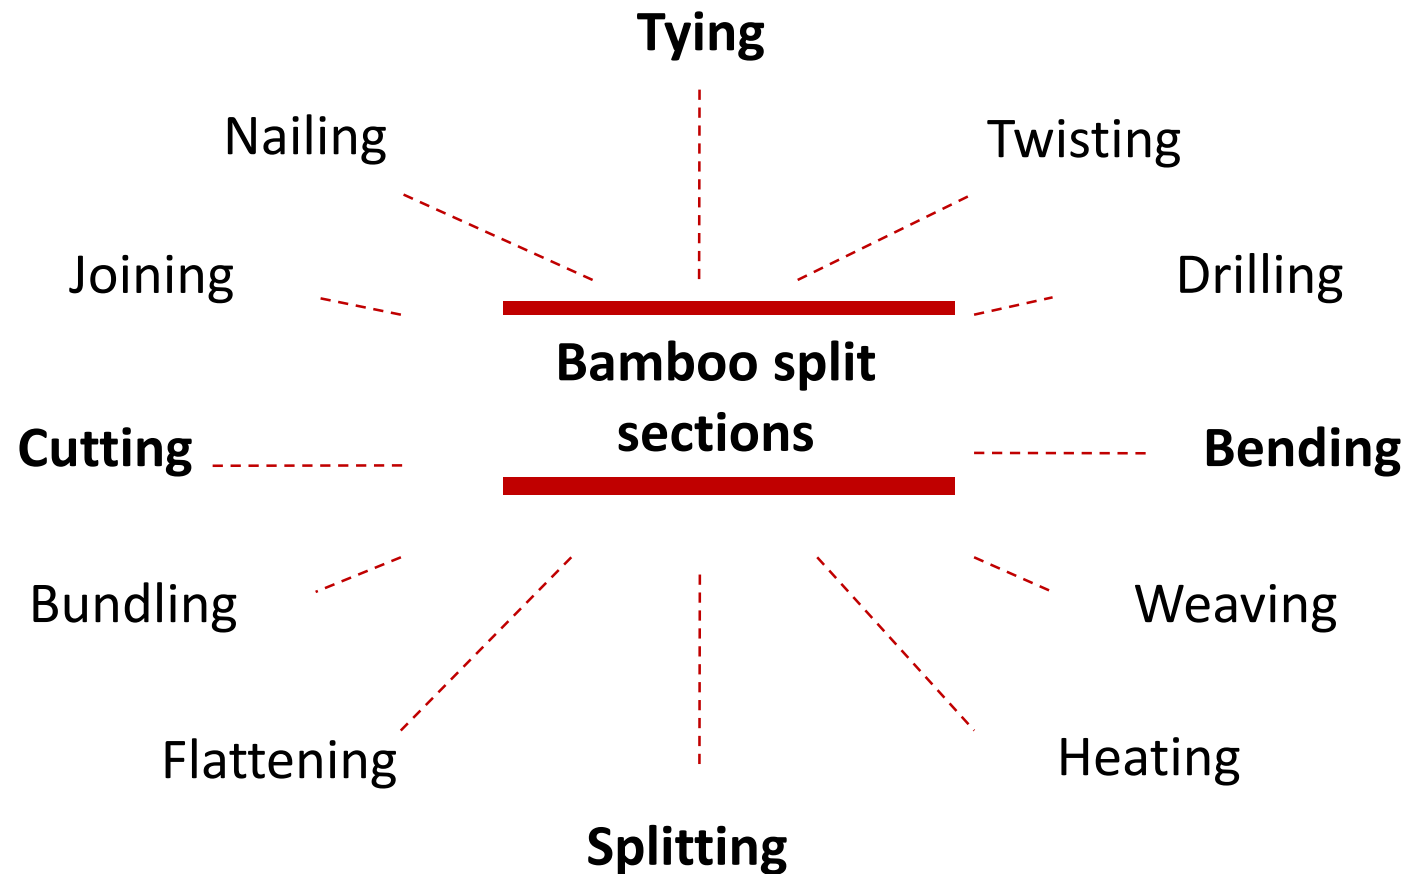 Tying
Nailing
Twisting
Joining
Drilling
Bamboo split
sections
Cutting
Bending
Bundling
Weaving
Flattening
Heating
Splitting